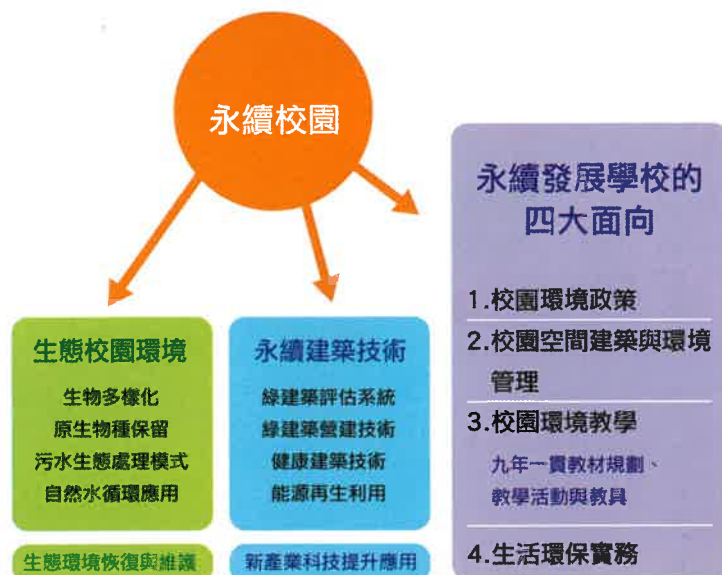 永續校園
生態校園環境
生物多樣化
原生物種保留
污水生態處理模式
自然水循環應用
生態環境恢復與維護
永續建築技術
綠建築評估系統
綠建築營建技術
健康建築技術
能源再生利用
新產業科技提升應用
永續發展學校的
四大面向
1.校園環境政策
2.校園空間建築與環境
管理
3.校園環境教學
九年一貫教材規劃、
教學活動與教具
4.生活環保實務